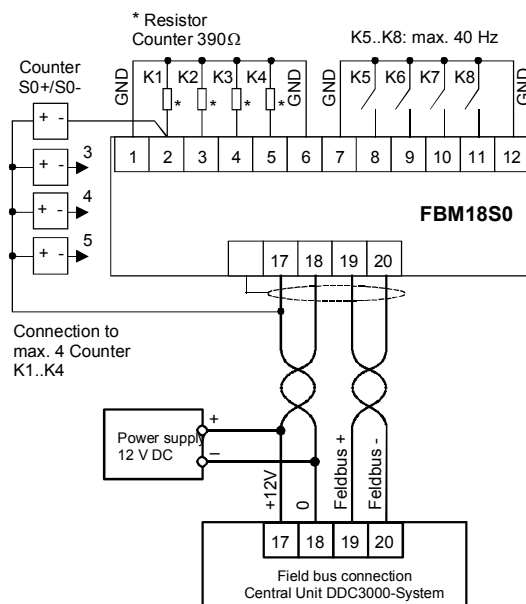 * Resistor
Counter 390Ω
K5..K8: max. 40 Hz
Counter
S0+/S0-
GND K1 K2 K3 K4 GND GND K5 K6 K7 K8 GND
* * * *
+ -
+ - 3
+ - 4
+ - 5
1 2 3 4 5 6 7 8 9 10 11 12
FBM18S0
17 18 19 20
Connection to
max. 4 Counter
K1..K4
Power supply
12 V DC
+
–
+12V 0 Feldbus + Feldbus -
17 18 19 20
Field bus connection
Central Unit DDC3000-System